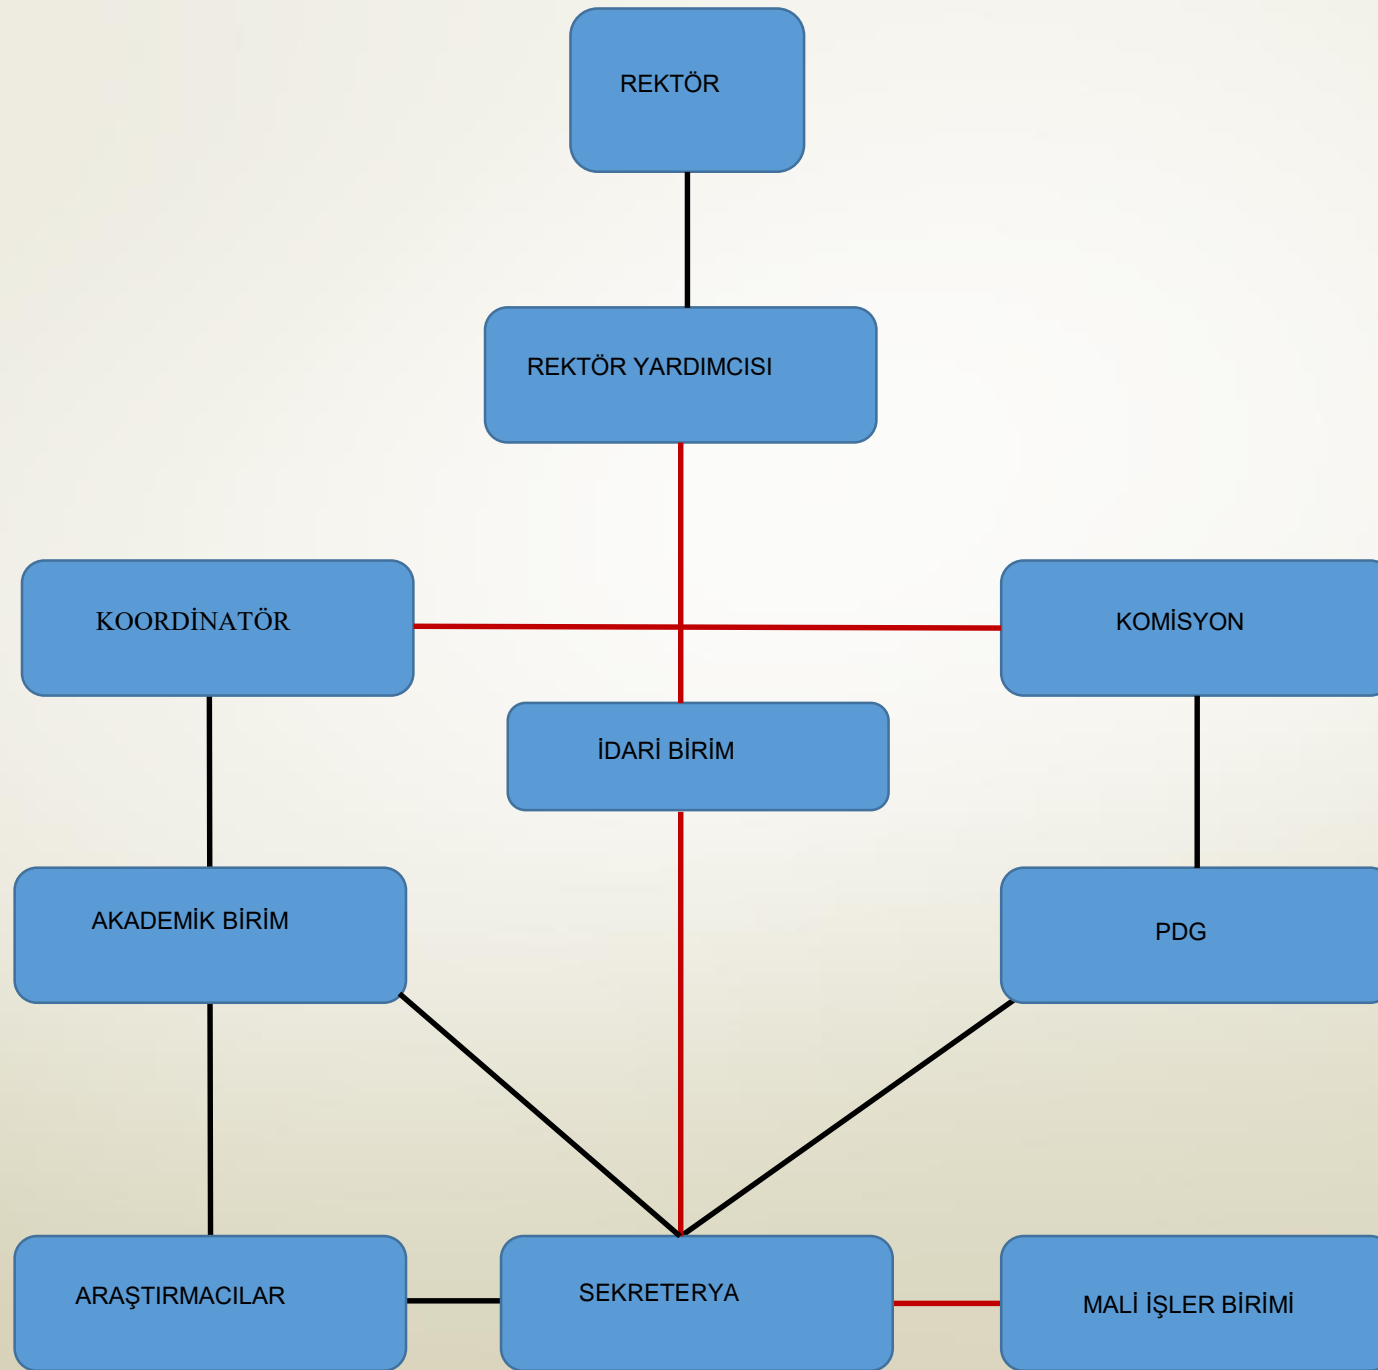 REKTÖR
REKTÖR YARDIMCISI
KOORDİNATÖR
KOMİSYON
İDARİ BİRİM
AKADEMİK BİRİM
PDG
ARAŞTIRMACILAR
SEKRETERYA
MALİ İŞLER BİRİMİ